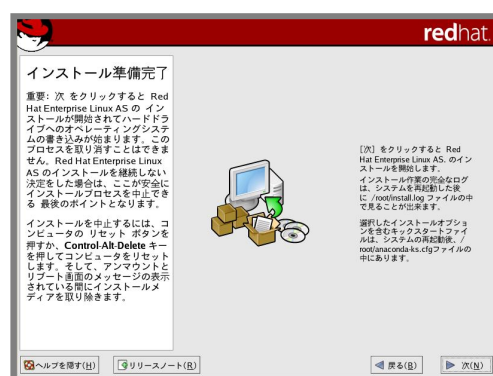 redhat.
インストール準備完了
重要: 次 をクリックすると Red
Hat Enterprise Linux AS の イン
ストールが開始されてハードドラ
イブへのオペレーティングシステ
ムの書き込みが始まります。この
プロセスを取り消すことはできま
せん。Red Hat Enterprise Linux
AS のインストールを継続しない
決定をした場合は、ここが安全に
インストールプロセスを中止でき
る 最後のポイントとなります。
インストールを中止するには、コ
ンピュータの リセット ボタンを
押すか、Control-Alt-Delete キー
を押してコンピュータをリセット
します。そして、アンマウントと
リブート画面のメッセージの表示
されている間にインストールメ
ディアを取り除きます。
[次] をクリックすると Red
Hat Enterprise Linux AS. のイン
ストールを開始します。
インストール作業の完全なログ
は、システムを再起動した後
に /root/install.log ファイルの中
で見ることが出来ます。
選択したインストールオプショ
ンを含むキックスタートファイ
ルは、システムの再起動後、/
root/anaconda-ks.cfgファイルの
中にあります。
ヘルプを隠す(H)
リリースノート(R)
戻る(B)
次(N)